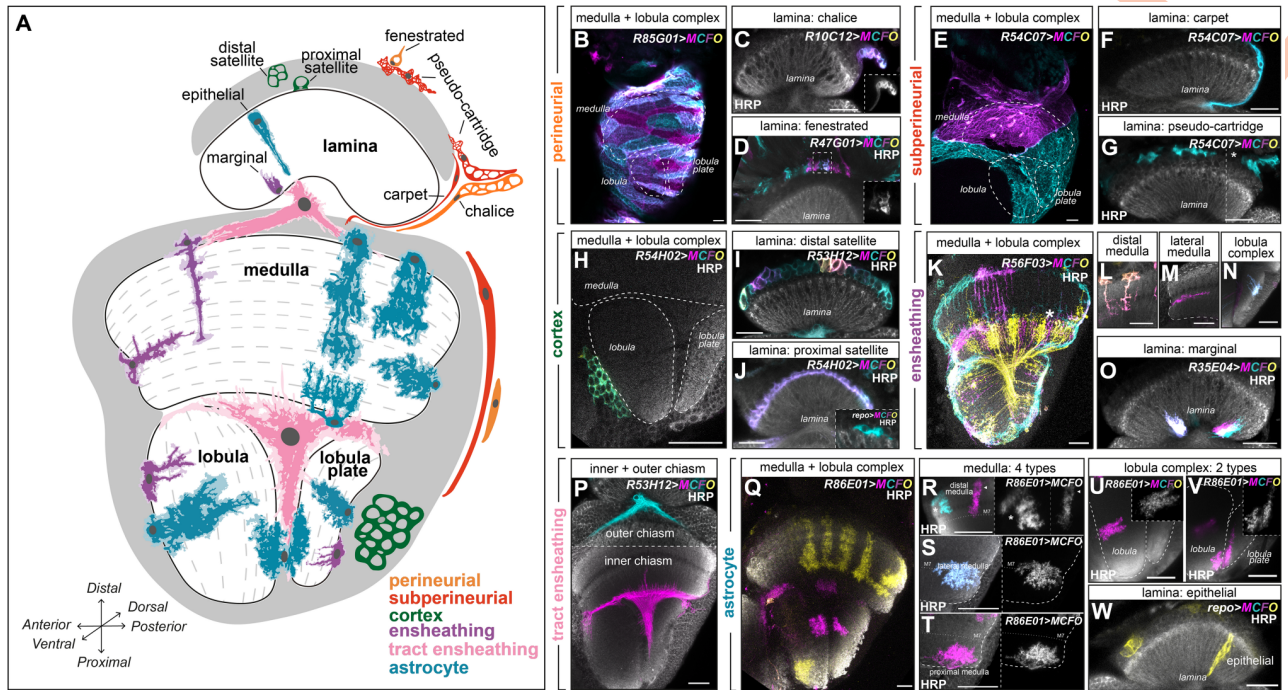 A
fenestrated
distal
satellite
proximal
satellite
pseudo-cartridge
epithelial
marginal
lamina
carpet
chalice
medulla
lobula
lobula
plate
Distal
Dorsal
Anterior
Posterior
Ventral
Proximal
perineurial
subperineurial
cortex
ensheathing
tract ensheathing
astrocyte
perineurial
medulla + lobula complex
B
R85G01>MCFO
medulla
lobula
lobula
plate
lamina: chalice
C
R10C12>MCFO
lamina
HRP
lamina: fenestrated
D
R47G01>MCFO
HRP
lamina
subperineurial
medulla + lobula complex
E
R54C07>MCFO
medulla
lobula
lobula
plate
lamina: carpet
F
R54C07>MCFO
lamina
HRP
lamina: pseudo-cartridge
G
R54C07>MCFO
*
lamina
HRP
cortex
medulla + lobula complex
H
R54H02>MCFO
HRP
medulla
lobula
lobula
plate
lamina: distal satellite
I
R53H12>MCFO
HRP
lamina
lamina: proximal satellite
J
R54H02>MCFO
HRP
lamina
repo>MCFO
HRP
ensheathing
medulla + lobula complex
K
R56F03>MCFO
HRP
*
distal
medulla
L
lateral
medulla
M
lobula
complex
N
lamina: marginal
O
R35E04>MCFO
HRP
lamina
tract ensheathing
inner + outer chiasm
P
R53H12>MCFO
HRP
outer chiasm
inner chiasm
astrocyte
medulla + lobula complex
Q
R86E01>MCFO
HRP
medulla: 4 types
R
R86E01>MCFO
distal
medulla
*
M7
*
HRP
S
R86E01>MCFO
M7
lateral medulla
M7
HRP
T
R86E01>MCFO
M7
M7
proximal medulla
HRP
lobula complex: 2 types
U
R86E01>MCFO
HRP
lobula
V
R86E01>MCFO
HRP
lobula
lobula
plate
lamina: epithelial
W
repo>MCFO
HRP
epithelial
lamina